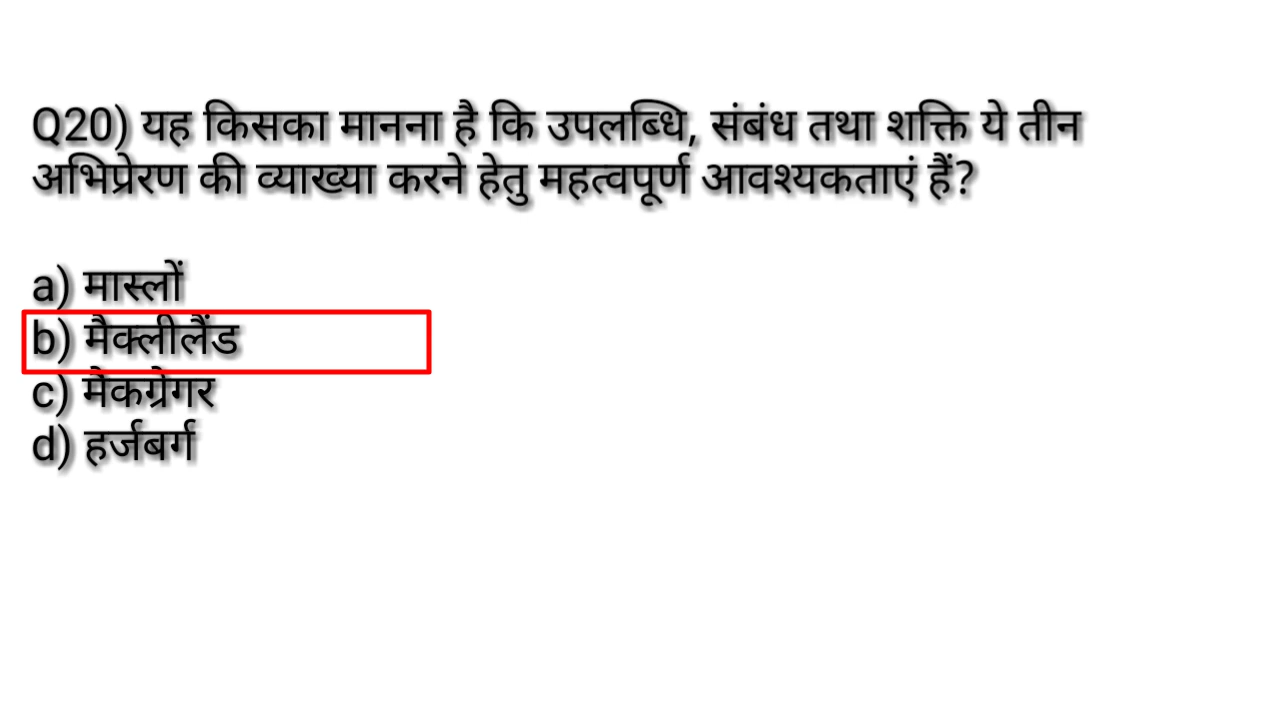 Q20) यह किसका मानना है कि उपलब्धि, संबंध तथा शक्ति ये तीन
अभिप्रेरण की व्याख्या करने हेतु महत्वपूर्ण आवश्यकताएं हैं?
a) मास्लों
b) मैक्लीलैंड
c) मैकग्रेगर
d) हर्जबर्ग